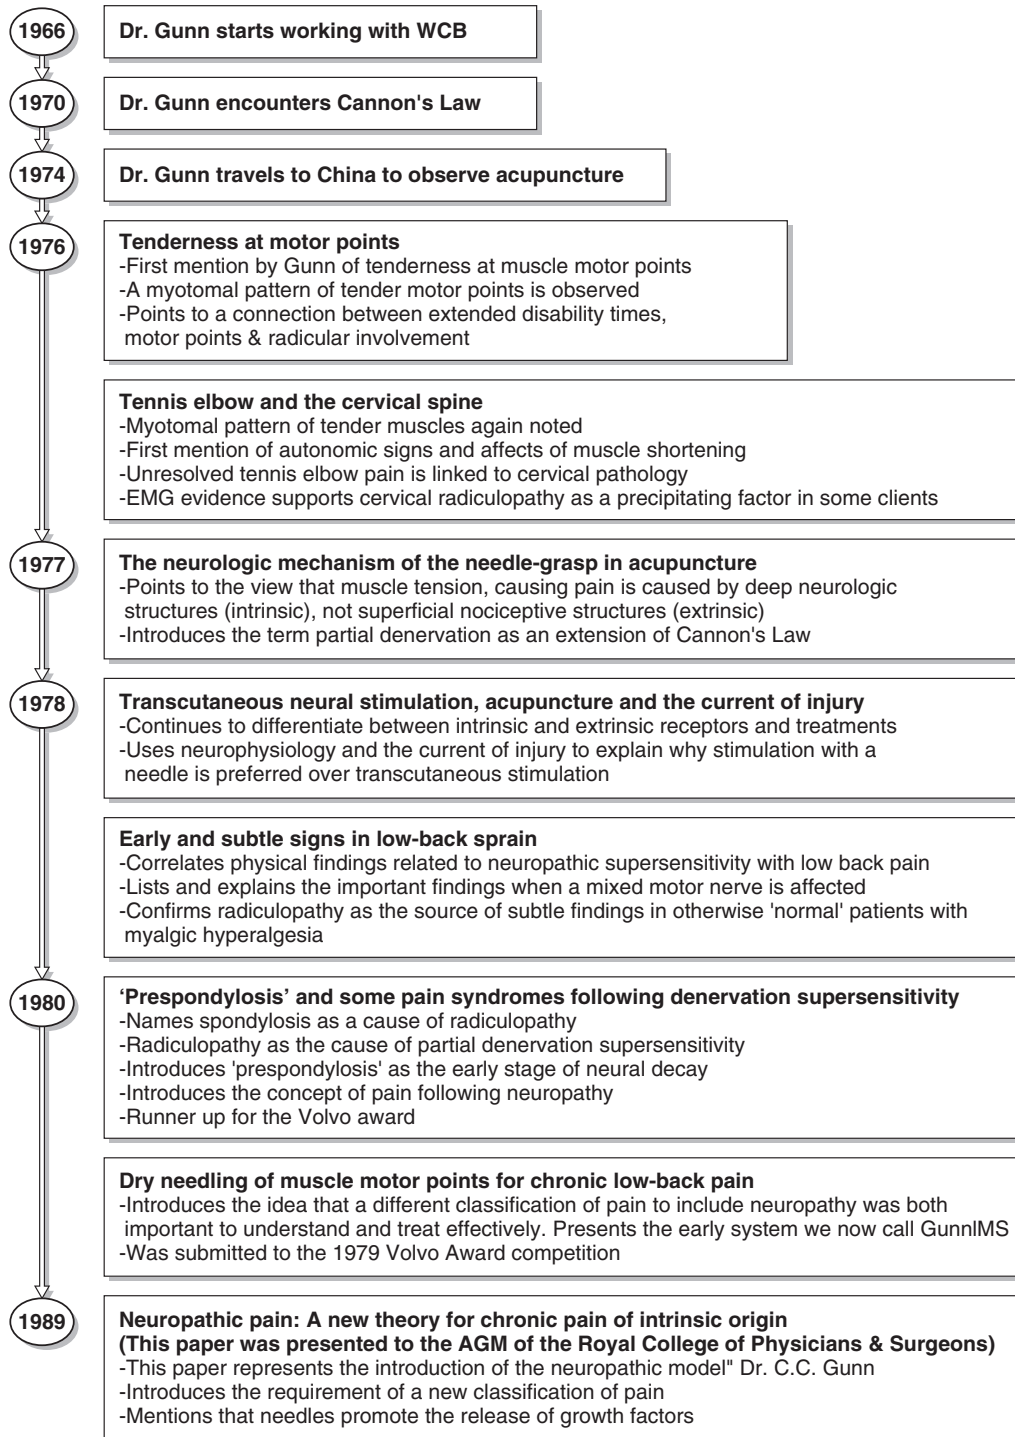 1966
Dr. Gunn starts working with WCB
1970
Dr. Gunn encounters Cannon's Law
1974
Dr. Gunn travels to China to observe acupuncture
1976
Tenderness at motor points
-First mention by Gunn of tenderness at muscle motor points
-A myotomal pattern of tender motor points is observed
-Points to a connection between extended disability times,
motor points & radicular involvement
Tennis elbow and the cervical spine
-Myotomal pattern of tender muscles again noted
-First mention of autonomic signs and affects of muscle shortening
-Unresolved tennis elbow pain is linked to cervical pathology
-EMG evidence supports cervical radiculopathy as a precipitating factor in some clients
1977
The neurologic mechanism of the needle-grasp in acupuncture
-Points to the view that muscle tension, causing pain is caused by deep neurologic
structures (intrinsic), not superficial nociceptive structures (extrinsic)
-Introduces the term partial denervation as an extension of Cannon's Law
1978
Transcutaneous neural stimulation, acupuncture and the current of injury
-Continues to differentiate between intrinsic and extrinsic receptors and treatments
-Uses neurophysiology and the current of injury to explain why stimulation with a
needle is preferred over transcutaneous stimulation
Early and subtle signs in low-back sprain
-Correlates physical findings related to neuropathic supersensitivity with low back pain
-Lists and explains the important findings when a mixed motor nerve is affected
-Confirms radiculopathy as the source of subtle findings in otherwise 'normal' patients with
myalgic hyperalgesia
1980
‘Prespondylosis’ and some pain syndromes following denervation supersensitivity
-Names spondylosis as a cause of radiculopathy
-Radiculopathy as the cause of partial denervation supersensitivity
-Introduces 'prespondylosis' as the early stage of neural decay
-Introduces the concept of pain following neuropathy
-Runner up for the Volvo award
Dry needling of muscle motor points for chronic low-back pain
-Introduces the idea that a different classification of pain to include neuropathy was both
important to understand and treat effectively. Presents the early system we now call GunnIMS
-Was submitted to the 1979 Volvo Award competition
1989
Neuropathic pain: A new theory for chronic pain of intrinsic origin
(This paper was presented to the AGM of the Royal College of Physicians & Surgeons)
-This paper represents the introduction of the neuropathic model" Dr. C.C. Gunn
-Introduces the requirement of a new classification of pain
-Mentions that needles promote the release of growth factors